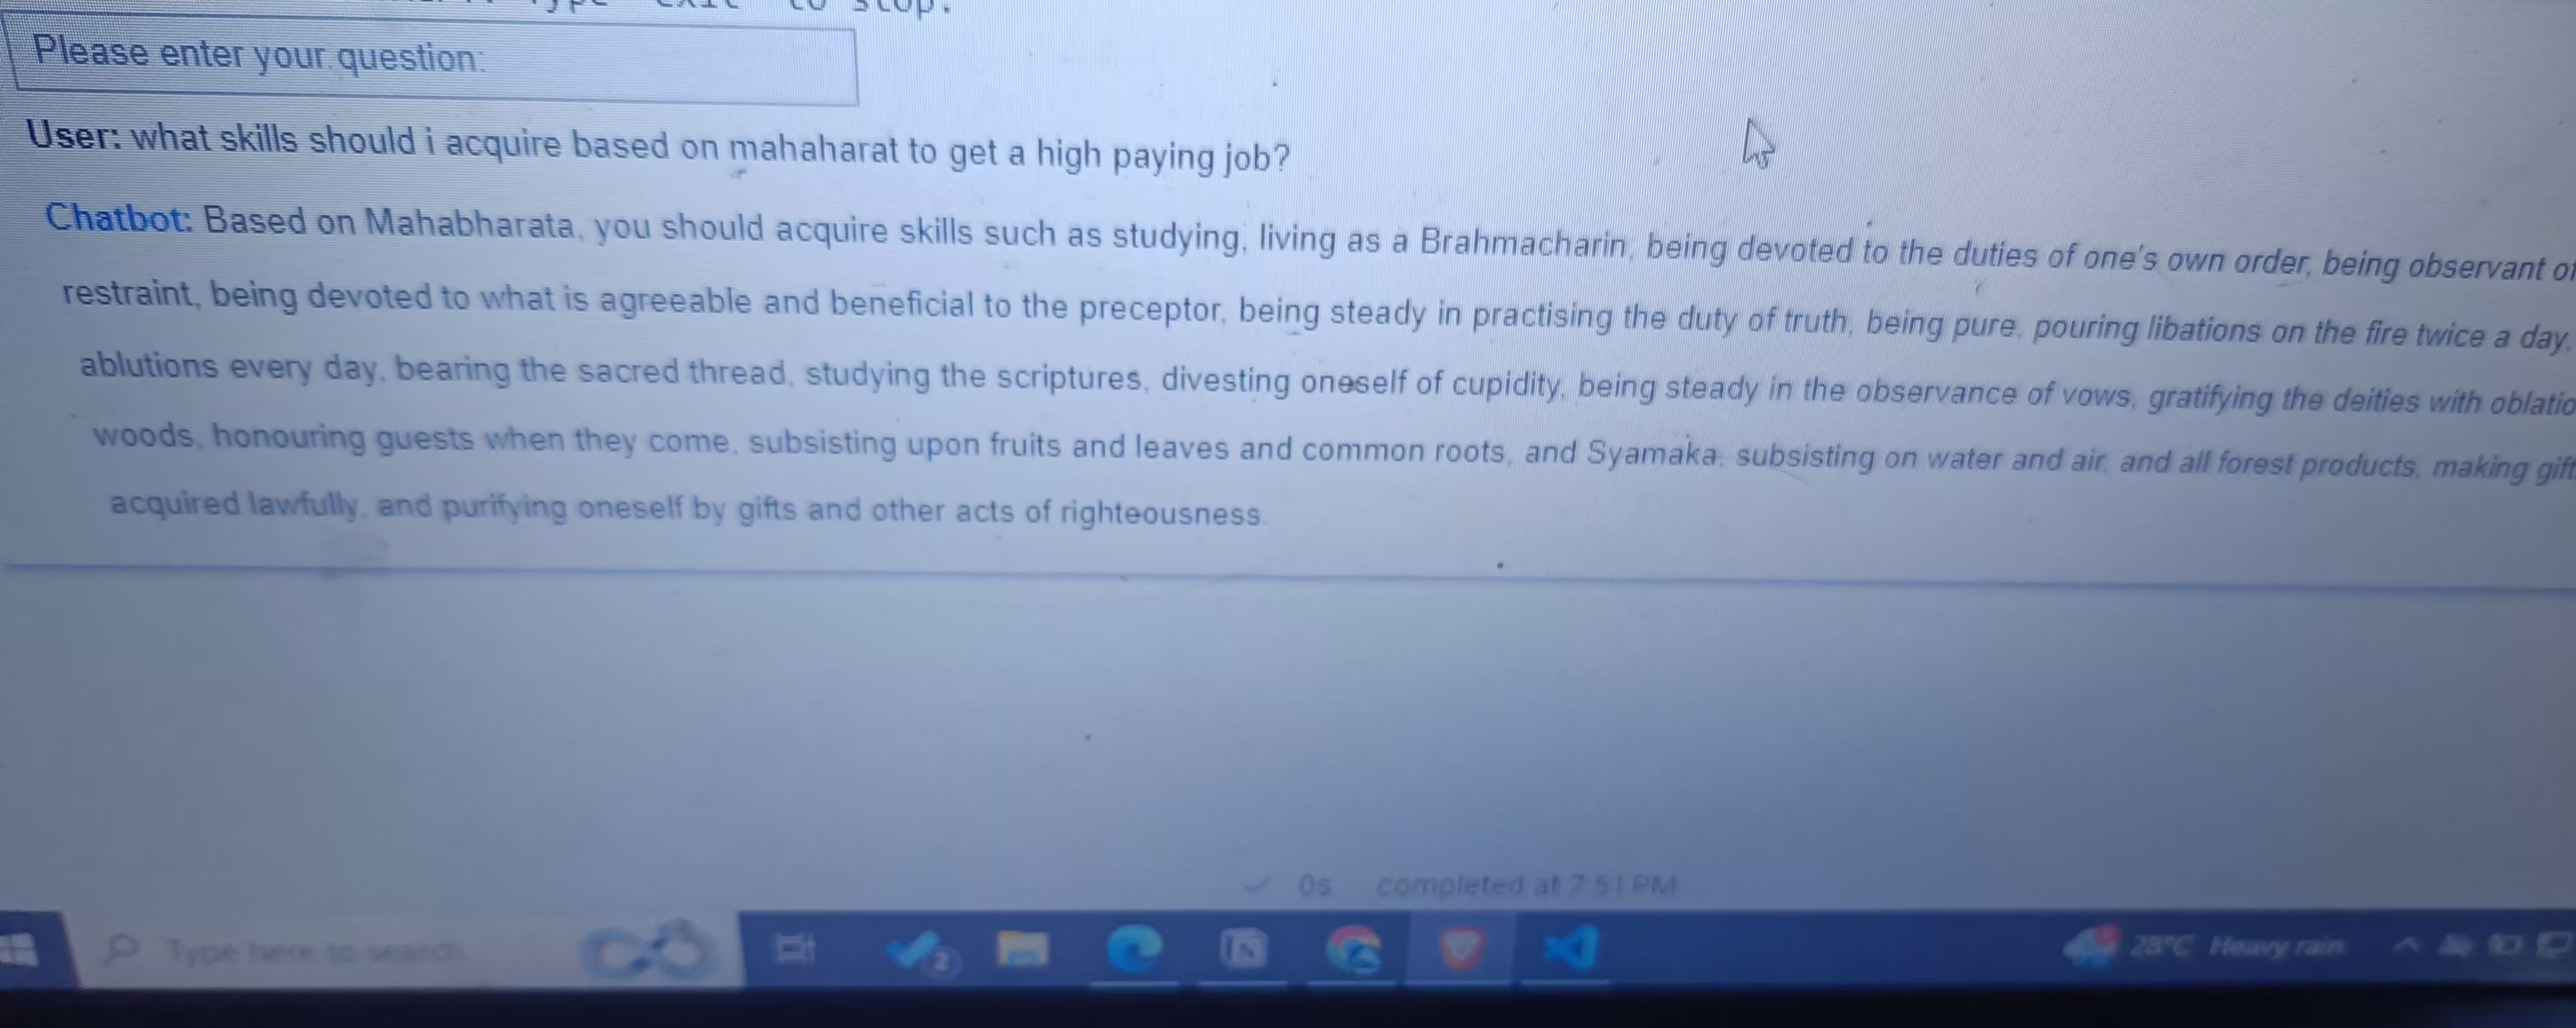 Type "exit" to stop.
Please enter your question:
User: what skills should i acquire based on mahaharat to get a high paying job?
Chatbot: Based on Mahabharata, you should acquire skills such as studying, living as a Brahmacharin, being devoted to the duties of one's own order, being observant of
restraint, being devoted to what is agreeable and beneficial to the preceptor, being steady in practising the duty of truth, being pure, pouring libations on the fire twice a day,
ablutions every day, bearing the sacred thread, studying the scriptures, divesting oneself of cupidity, being steady in the observance of vows, gratifying the deities with oblatio
woods, honouring guests when they come, subsisting upon fruits and leaves and common roots, and Syamaka, subsisting on water and air, and all forest products, making gift
acquired lawfully, and purifying oneself by gifts and other acts of righteousness.
0s completed at 7:51 PM
Type here to search
2
28°C Heavy rain